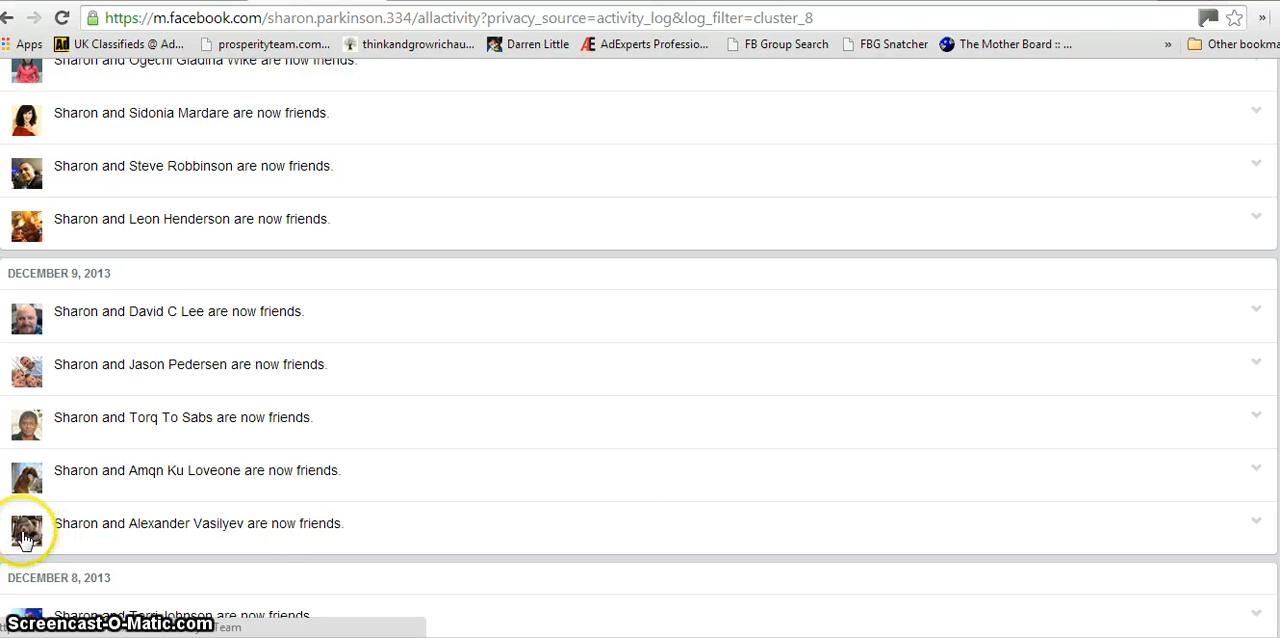 https://m.facebook.com/sharon.parkinson.334/allactivity?privacy_source=activity_log&log_filter=cluster_8
Apps UK Classifieds @ Ad... prosperityteam.com... thinkandgrowrichau... Darren Little AdExperts Professio... FB Group Search FBG Snatcher The Mother Board :: ... » Other bookma
Sharon and Ogechi Gladina Wike are now friends.
Sharon and Sidonia Mardare are now friends.
Sharon and Steve Robbinson are now friends.
Sharon and Leon Henderson are now friends.
DECEMBER 9, 2013
Sharon and David C Lee are now friends.
Sharon and Jason Pedersen are now friends.
Sharon and Torq To Sabs are now friends.
Sharon and Amqn Ku Loveone are now friends.
Sharon and Alexander Vasilyev are now friends.
DECEMBER 8, 2013
Sharon and Terri Johnson are now friends.
Screencast-O-Matic.com
Team